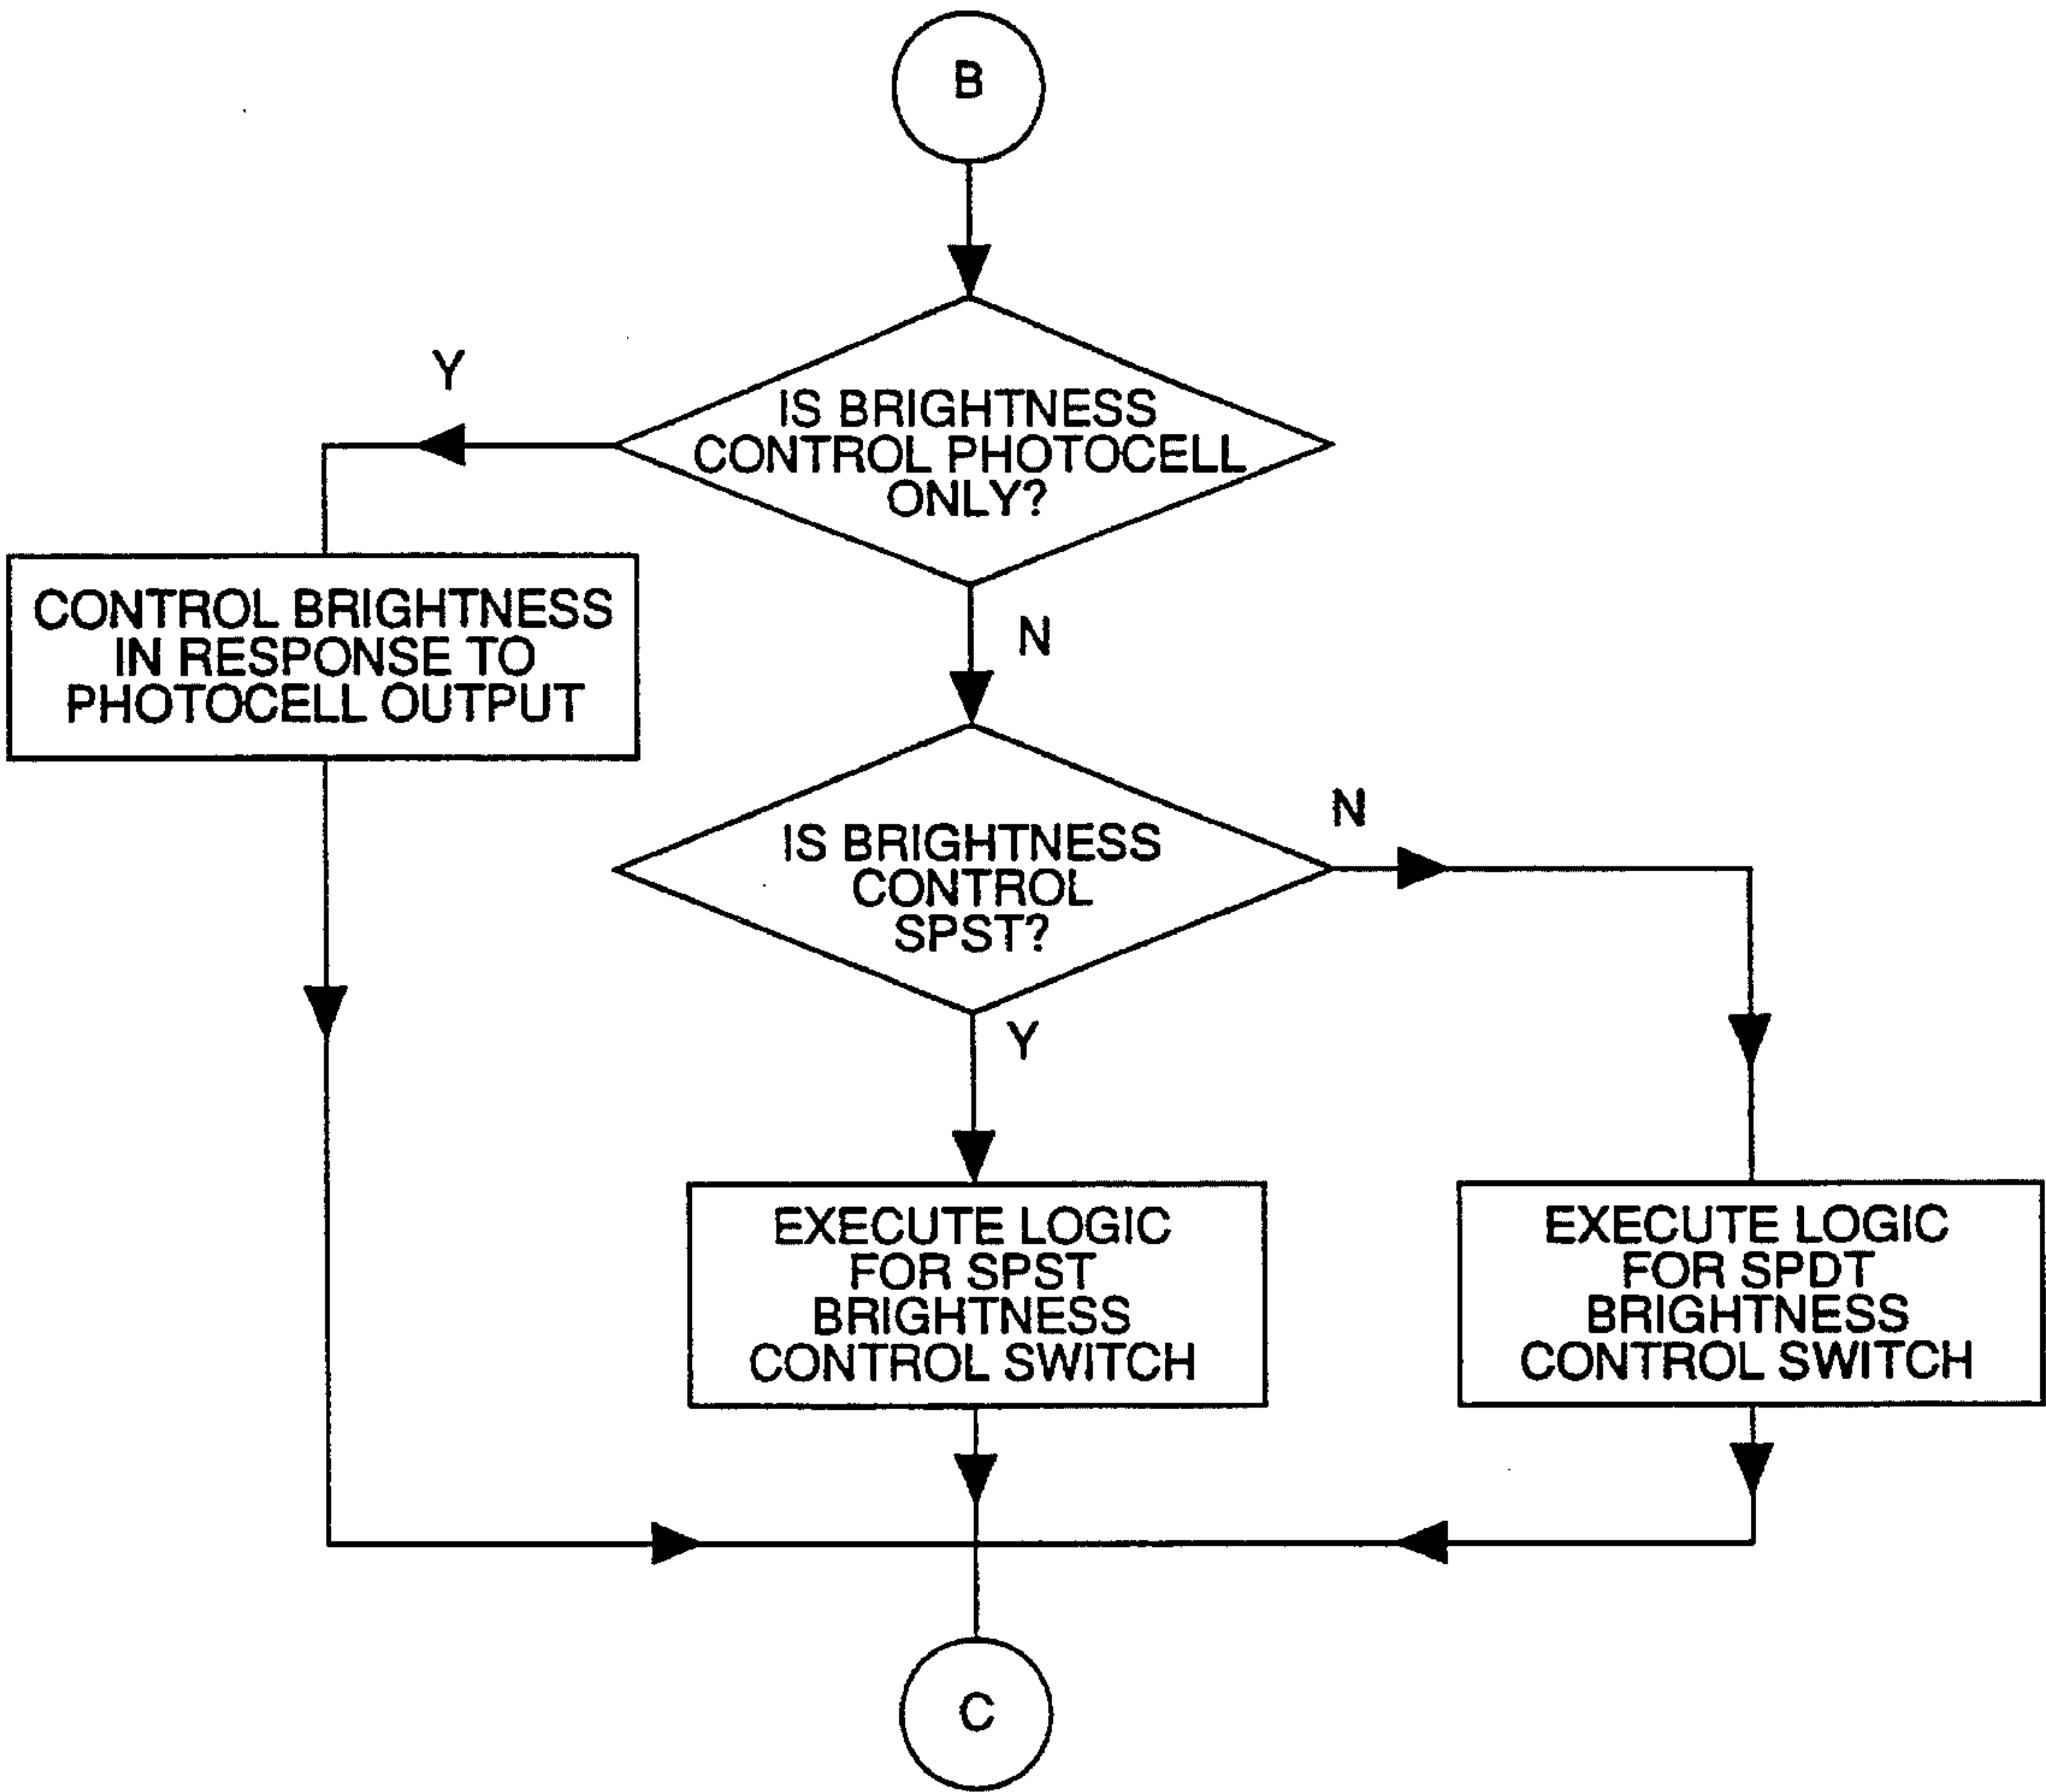 B
Y
IS BRIGHTNESS
CONTROL PHOTOCELL
ONLY?
CONTROL BRIGHTNESS
IN RESPONSE TO
PHOTOCELL OUTPUT
N
N
IS BRIGHTNESS
CONTROL
SPST?
Y
EXECUTE LOGIC
FOR SPST
BRIGHTNESS
CONTROL SWITCH
EXECUTE LOGIC
FOR SPDT
BRIGHTNESS
CONTROL SWITCH
C